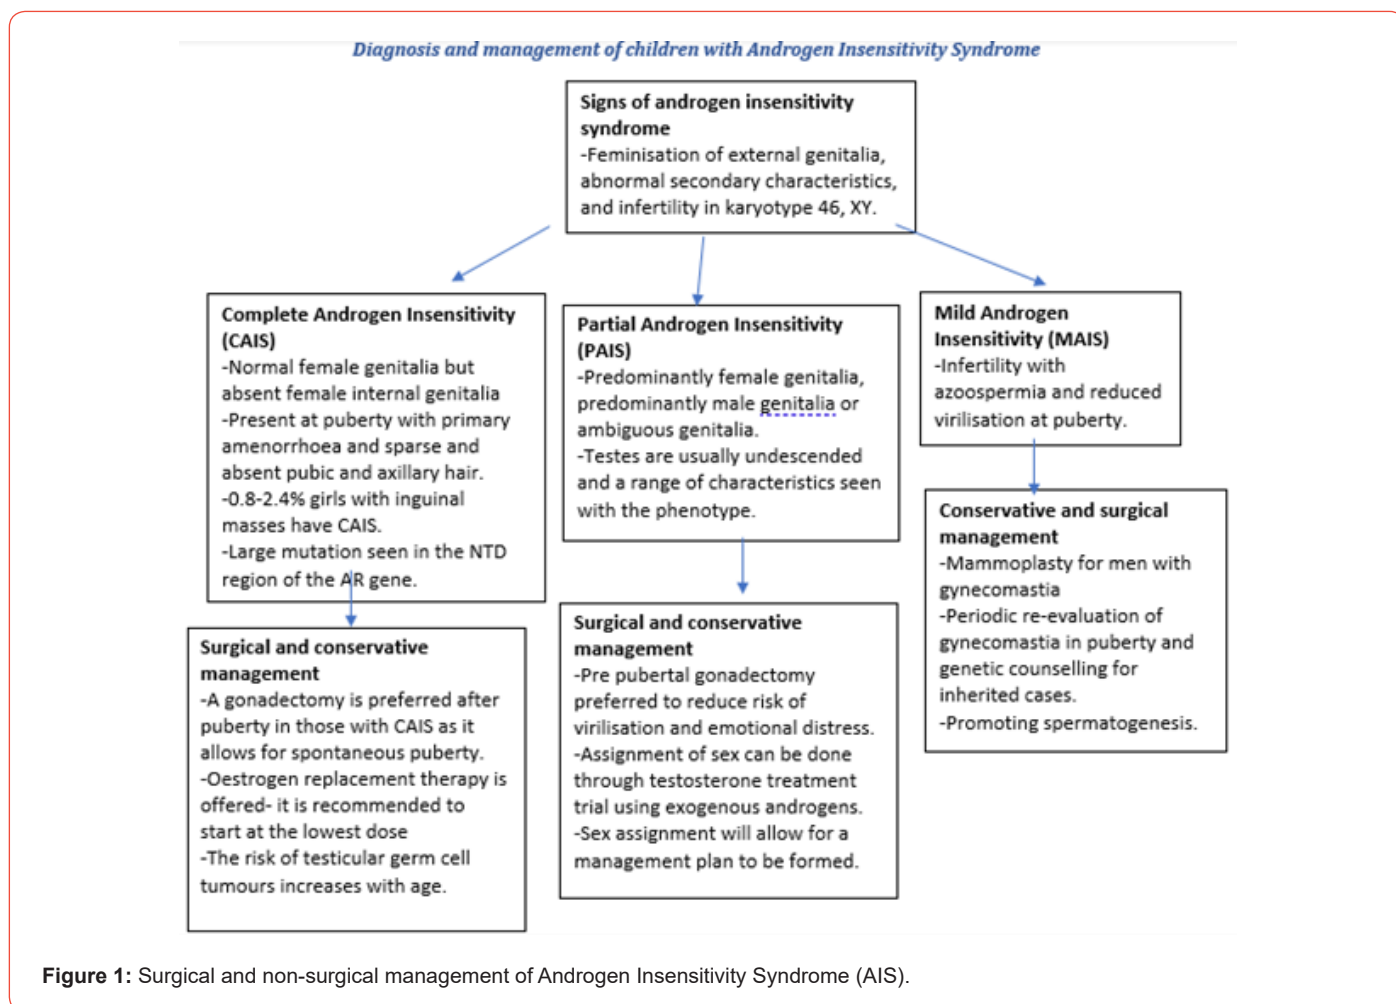 Diagnosis and management of children with Androgen Insensitivity Syndrome
Signs of androgen insensitivity
syndrome
-Feminisation of external genitalia,
abnormal secondary characteristics,
and infertility in karyotype 46, XY.
Complete Androgen Insensitivity
(CAIS)
-Normal female genitalia but
absent female internal genitalia
-Present at puberty with primary
amenorrhoea and sparse and
absent pubic and axillary hair.
-0.8-2.4% girls with inguinal
masses have CAIS.
-Large mutation seen in the NTD
region of the AR gene.
Partial Androgen Insensitivity
(PAIS)
-Predominantly female genitalia,
predominantly male genitalia or
ambiguous genitalia.
-Testes are usually undescended
and a range of characteristics seen
with the phenotype.
Mild Androgen
Insensitivity (MAIS)
-Infertility with
azoospermia and reduced
virilisation at puberty.
Surgical and conservative
management
-A gonadectomy is preferred after
puberty in those with CAIS as it
allows for spontaneous puberty.
-Oestrogen replacement therapy is
offered- it is recommended to
start at the lowest dose
-The risk of testicular germ cell
tumours increases with age.
Surgical and conservative
management
-Pre pubertal gonadectomy
preferred to reduce risk of
virilisation and emotional distress.
-Assignment of sex can be done
through testosterone treatment
trial using exogenous androgens.
-Sex assignment will allow for a
management plan to be formed.
Conservative and surgical
management
-Mammoplasty for men with
gynecomastia
-Periodic re-evaluation of
gynecomastia in puberty and
genetic counselling for
inherited cases.
-Promoting spermatogenesis.
Figure 1: Surgical and non-surgical management of Androgen Insensitivity Syndrome (AIS).